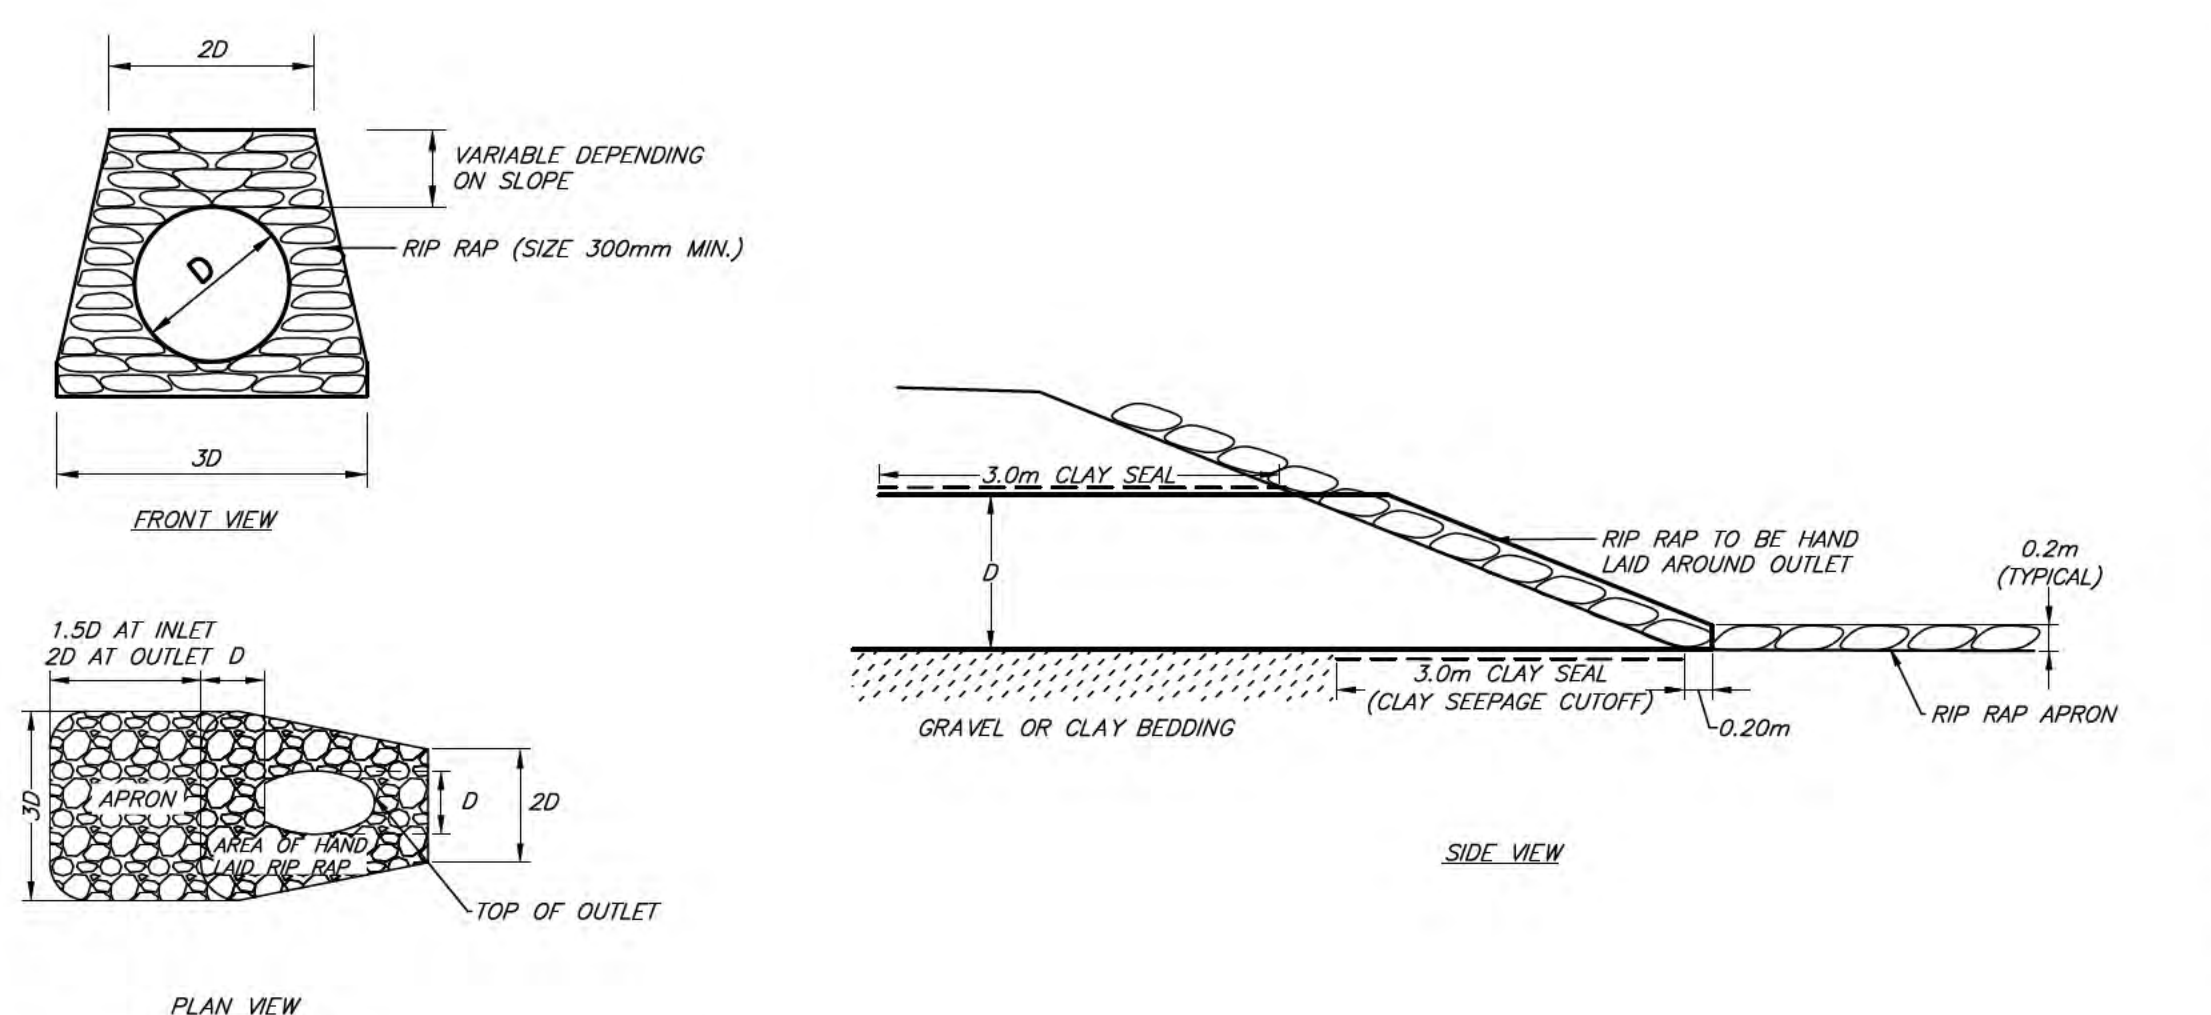 2D
VARIABLE DEPENDING
ON SLOPE
RIP RAP (SIZE 300mm MIN.)
D
3D
FRONT VIEW
3.0m CLAY SEAL
D
RIP RAP TO BE HAND
LAID AROUND OUTLET
0.2m
(TYPICAL)
3.0m CLAY SEAL
(CLAY SEEPAGE CUTOFF)
GRAVEL OR CLAY BEDDING
0.20m
RIP RAP APRON
SIDE VIEW
1.5D AT INLET
2D AT OUTLET D
3D
APRON
D
2D
AREA OF HAND
LAID RIP RAP
TOP OF OUTLET
PLAN VIEW